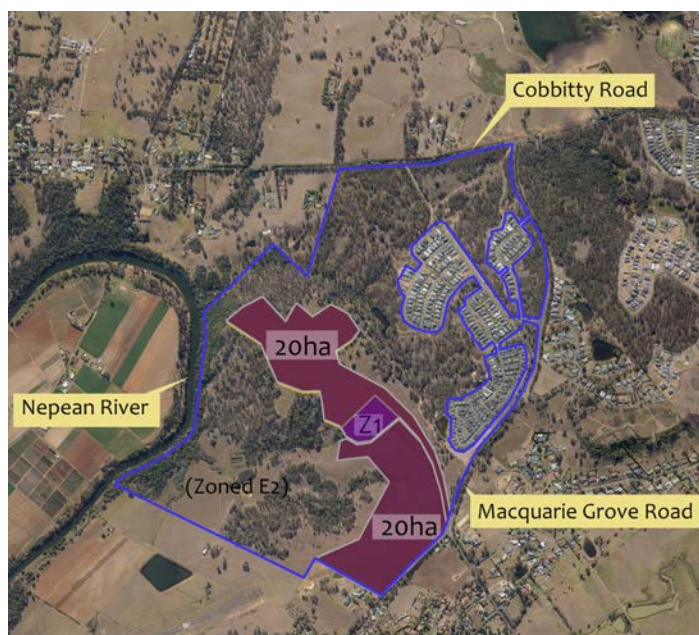 Cobbitty Road
20ha
Nepean River
Z1
(Zoned E2)
20ha
Macquarie Grove Road